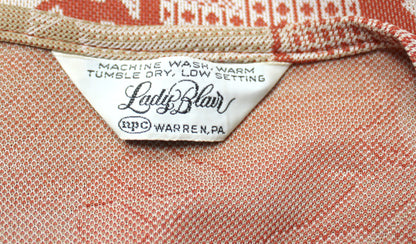 MACHINE WASH. WARM
TUMBLE DRY, LOW SETTING
Lady Blair
npc WARREN, PA